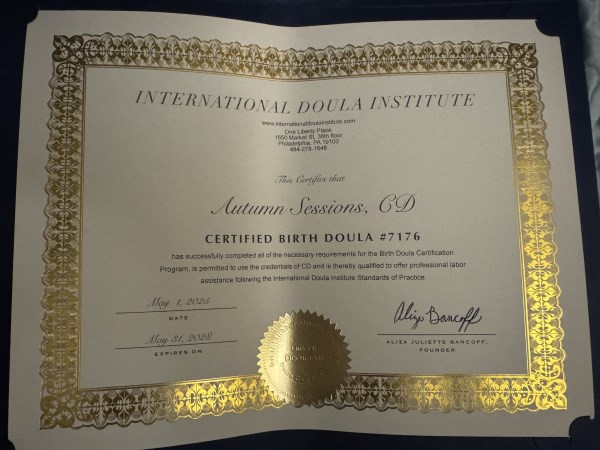 INTERNATIONAL DOULA INSTITUTE
www.internationaldoulainstitute.com
One Liberty Place
1650 Market St, 36th floor
Philadelphia, PA 19103
484-278-1648
This Certifies that
Autumn Sessions, CD
CERTIFIED BIRTH DOULA #7176
has successfully completed all of the necessary requirements for the Birth Doula Certification
Program, is permitted to use the credentials of CD and is thereby qualified to offer professional labor
assistance following the International Doula Institute Standards of Practice.
May 1, 2025
DATE
May 31, 2028
EXPIRES ON
Aliza Bancoff
ALIZA JULIETTE BANCOFF,
FOUNDER